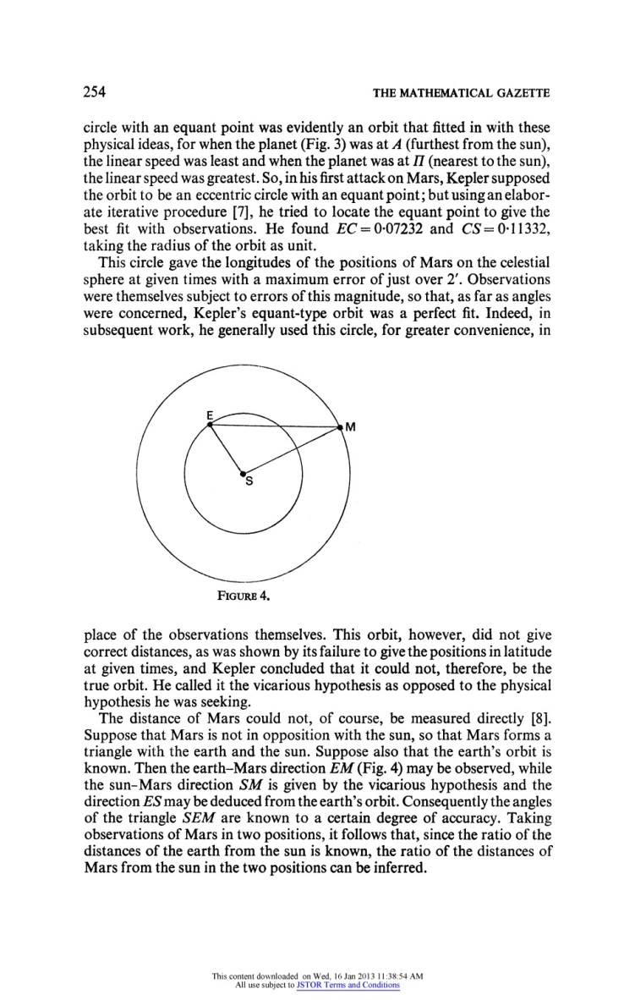 254 THE MATHEMATICAL GAZETTE
circle with an equant point was evidently an orbit that fitted in with these
physical ideas, for when the planet (Fig. 3) was at A (furthest from the sun),
the linear speed was least and when the planet was at Π (nearest to the sun),
the linear speed was greatest. So, in his first attack on Mars, Kepler supposed
the orbit to be an eccentric circle with an equant point; but using an elabor-
ate iterative procedure [7], he tried to locate the equant point to give the
best fit with observations. He found EC = 0·07232 and CS = 0·11332,
taking the radius of the orbit as unit.
This circle gave the longitudes of the positions of Mars on the celestial
sphere at given times with a maximum error of just over 2′. Observations
were themselves subject to errors of this magnitude, so that, as far as angles
were concerned, Kepler's equant-type orbit was a perfect fit. Indeed, in
subsequent work, he generally used this circle, for greater convenience, in
E
M
S
FIGURE 4.
place of the observations themselves. This orbit, however, did not give
correct distances, as was shown by its failure to give the positions in latitude
at given times, and Kepler concluded that it could not, therefore, be the
true orbit. He called it the vicarious hypothesis as opposed to the physical
hypothesis he was seeking.
The distance of Mars could not, of course, be measured directly [8].
Suppose that Mars is not in opposition with the sun, so that Mars forms a
triangle with the earth and the sun. Suppose also that the earth's orbit is
known. Then the earth–Mars direction EM (Fig. 4) may be observed, while
the sun–Mars direction SM is given by the vicarious hypothesis and the
direction ES may be deduced from the earth's orbit. Consequently the angles
of the triangle SEM are known to a certain degree of accuracy. Taking
observations of Mars in two positions, it follows that, since the ratio of the
distances of the earth from the sun is known, the ratio of the distances of
Mars from the sun in the two positions can be inferred.
This content downloaded on Wed, 16 Jan 2013 11:38:54 AM
All use subject to JSTOR Terms and Conditions